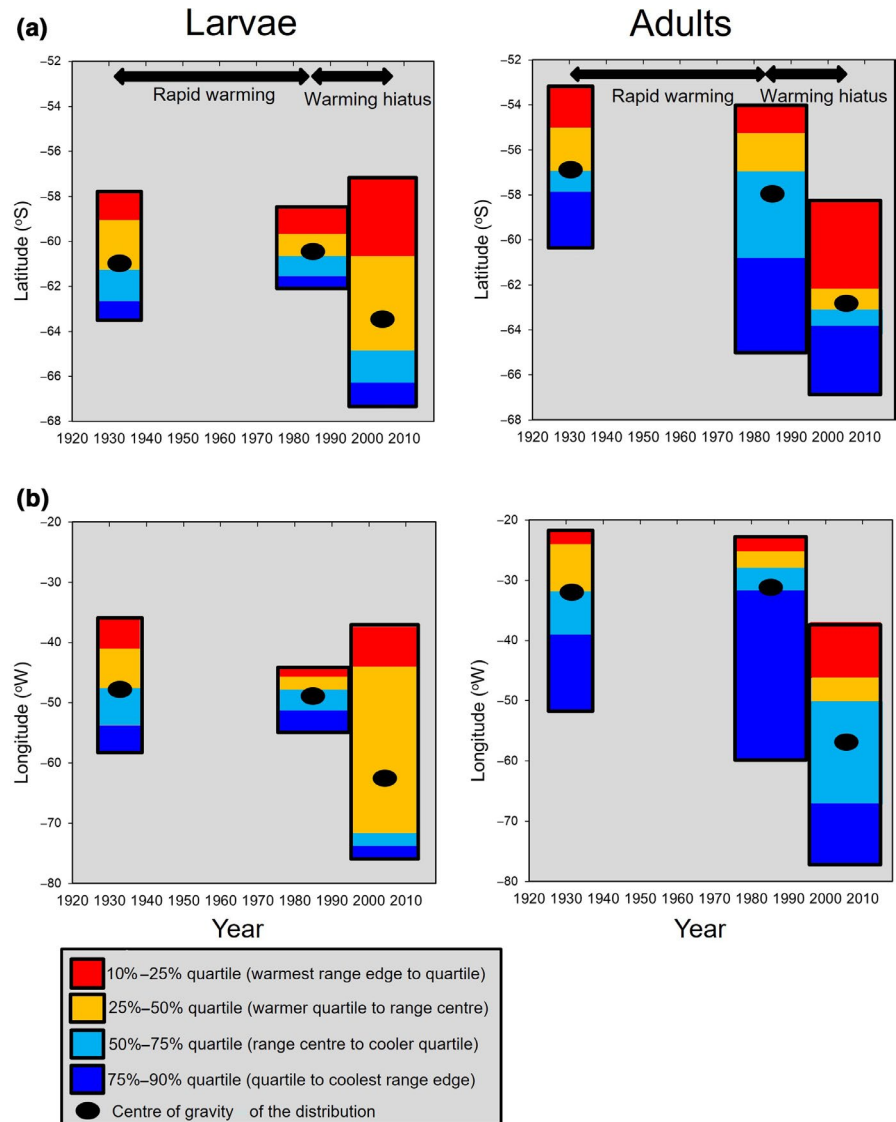 (a)
Larvae
Adults
–52
–54
–56
–58
–60
–62
–64
–66
–68
Latitude (°S)
Rapid warming
Warming hiatus
1920 1930 1940 1950 1960 1970 1980 1990 2000 2010
–52
–54
–56
–58
–60
–62
–64
–66
–68
Latitude (°S)
Rapid warming
Warming hiatus
1920 1930 1940 1950 1960 1970 1980 1990 2000 2010
(b)
–20
–30
–40
–50
–60
–70
–80
Longitude (°W)
1920 1930 1940 1950 1960 1970 1980 1990 2000 2010
Year
–20
–30
–40
–50
–60
–70
–80
Longitude (°W)
1920 1930 1940 1950 1960 1970 1980 1990 2000 2010
Year
10%–25% quartile (warmest range edge to quartile)
25%–50% quartile (warmer quartile to range centre)
50%–75% quartile (range centre to cooler quartile)
75%–90% quartile (quartile to coolest range edge)
Centre of gravity of the distribution